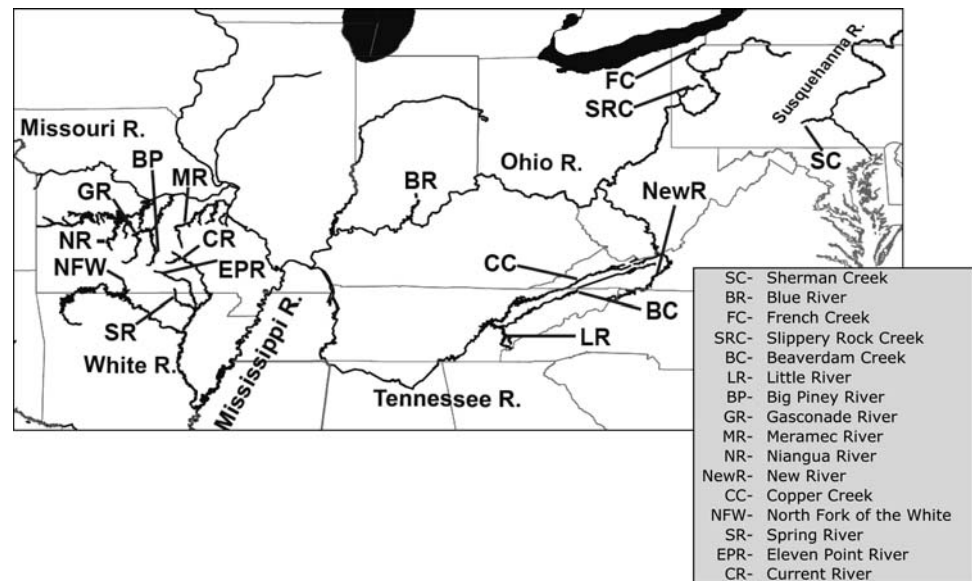 FC
SRC
Susquehanna R.
SC
Missouri R.
BP
MR
GR
Ohio R.
BR
NewR
NR
CR
NFW
EPR
CC
SR
BC
LR
White R.
Mississippi R.
Tennessee R.
SC- Sherman Creek
BR- Blue River
FC- French Creek
SRC- Slippery Rock Creek
BC- Beaverdam Creek
LR- Little River
BP- Big Piney River
GR- Gasconade River
MR- Meramec River
NR- Niangua River
NewR- New River
CC- Copper Creek
NFW- North Fork of the White
SR- Spring River
EPR- Eleven Point River
CR- Current River